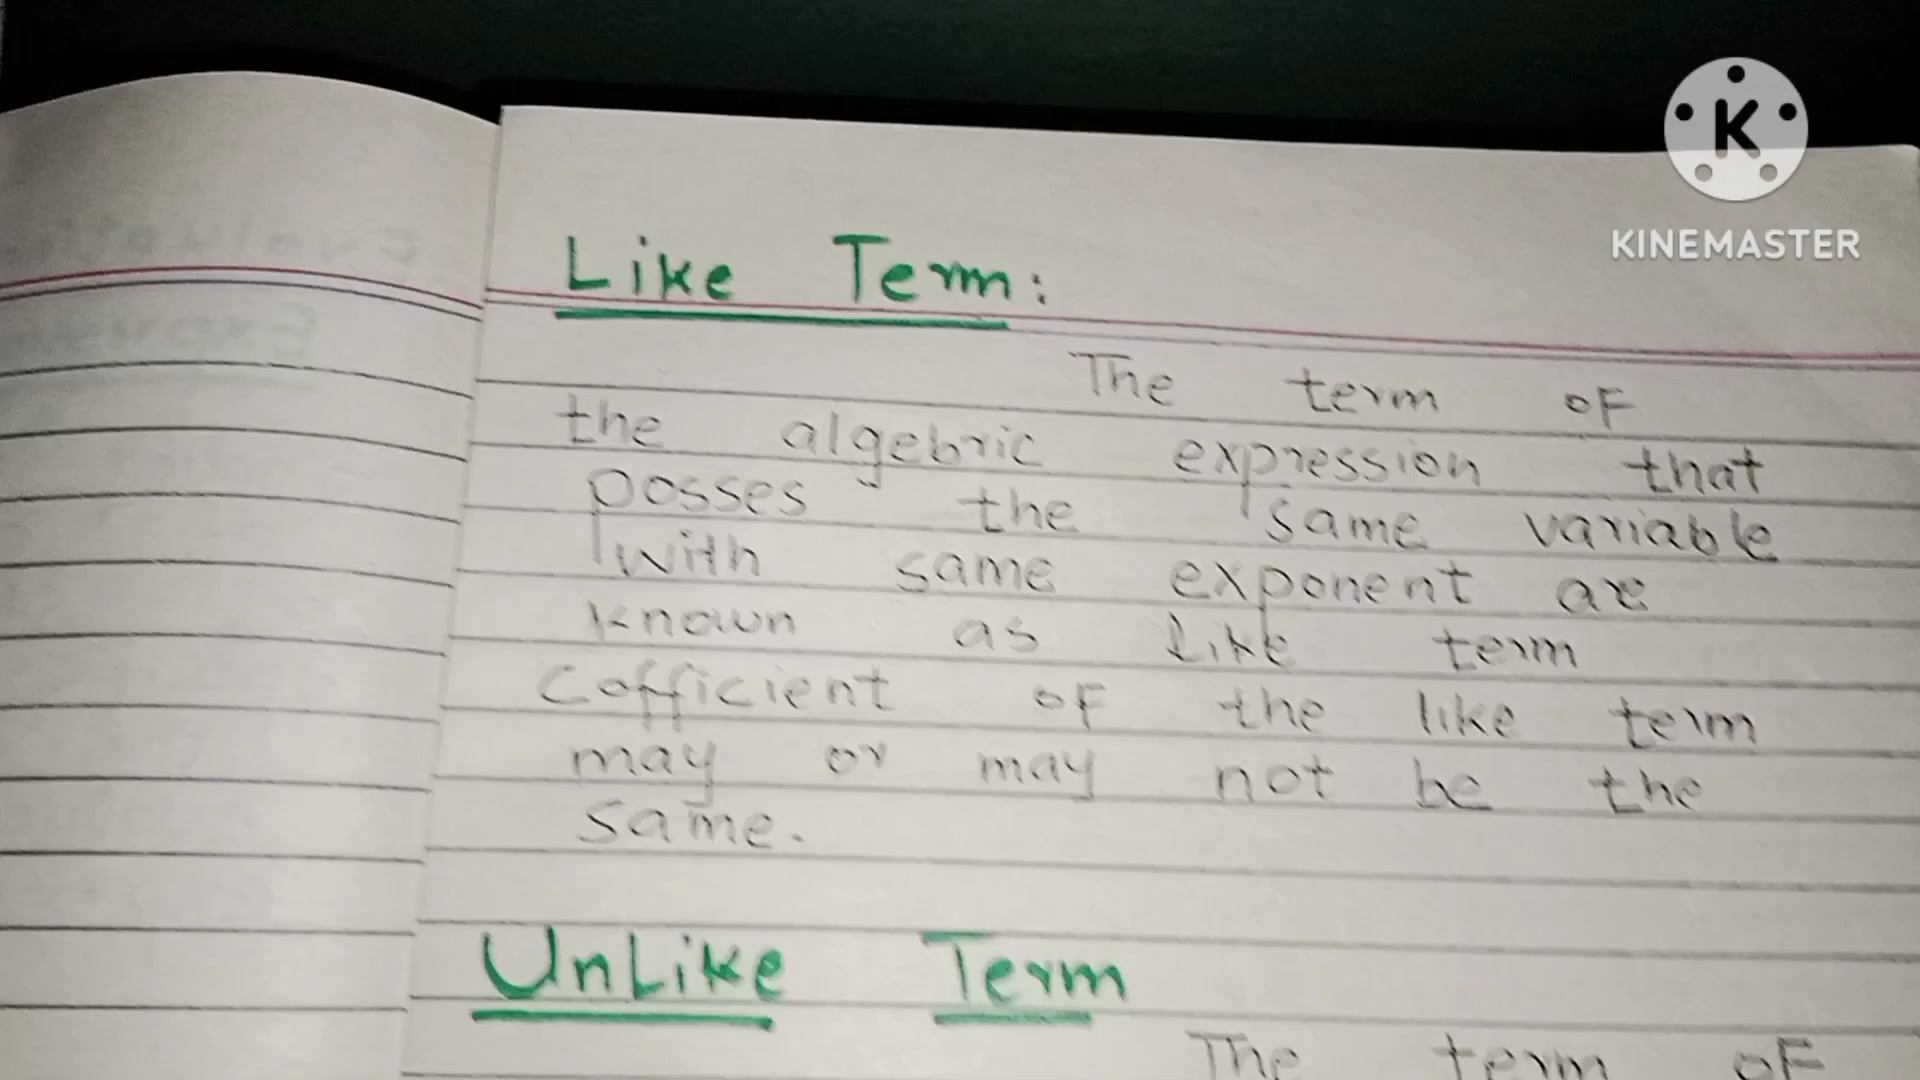 K
KINEMASTER
Like Term:
The term of
the algebric expression that
posses the same variable
with same exponent are
known as like term
Cofficient of the like term
may or may not be the
same.
UnLike Term
The term of